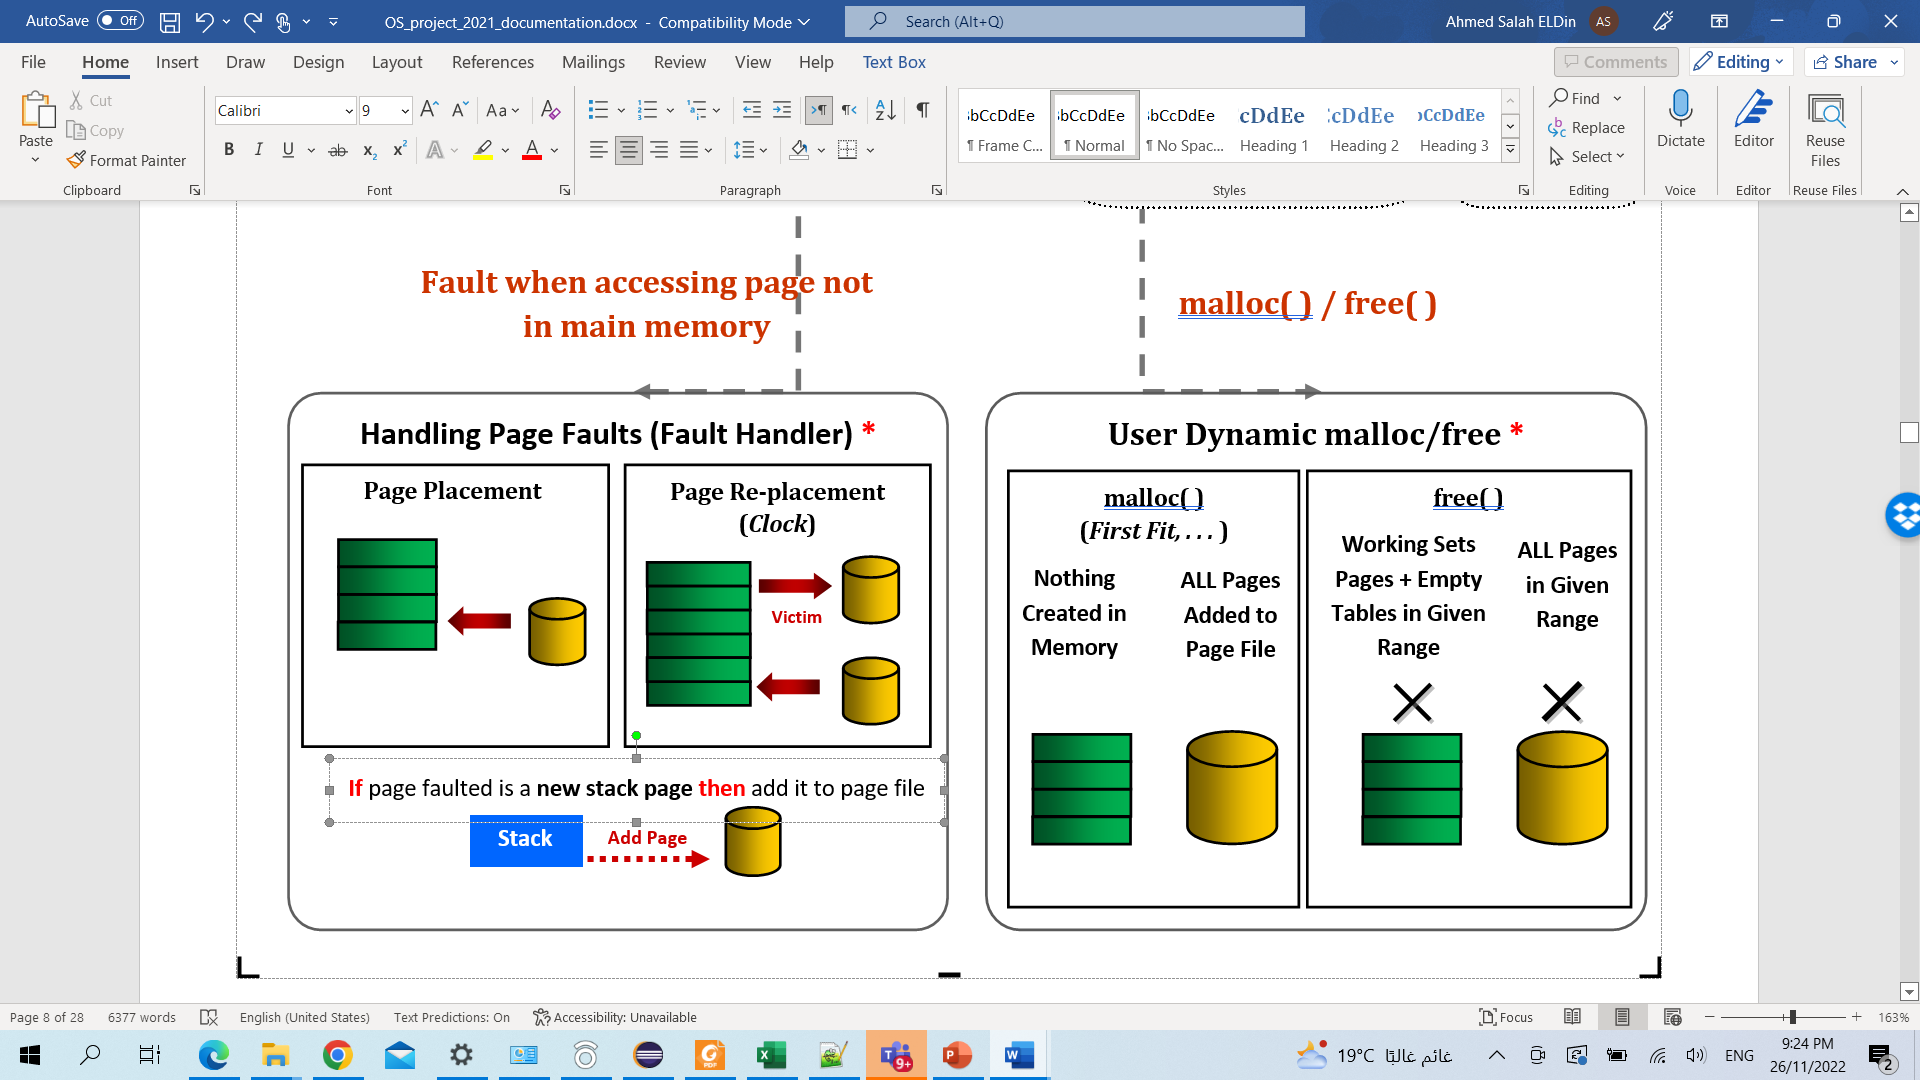 AutoSave Off
OS_project_2021_documentation.docx - Compatibility Mode
Search (Alt+Q)
Ahmed Salah ELDin AS
File Home Insert Draw Design Layout References Mailings Review View Help Text Box
Comments Editing Share
Paste
Cut
Copy
Format Painter
Clipboard
Calibri 9
Font
Paragraph
¶ Frame C...
¶ Normal
¶ No Spac...
Heading 1
Heading 2
Heading 3
Styles
Find
Replace
Select
Editing
Dictate
Voice
Editor
Editor
Reuse Files
Reuse Files
Fault when accessing page not
in main memory
malloc( ) / free( )
Handling Page Faults (Fault Handler) *
Page Placement
Page Re-placement
(Clock)
Victim
If page faulted is a new stack page then add it to page file
Stack
Add Page
User Dynamic malloc/free *
malloc( )
(First Fit, . . . )
Nothing
Created in
Memory
ALL Pages
Added to
Page File
free( )
Working Sets
Pages + Empty
Tables in Given
Range
ALL Pages
in Given
Range
Page 8 of 28
6377 words
English (United States)
Text Predictions: On
Accessibility: Unavailable
Focus
163%
19°C غائم غالبًا
ENG
9:24 PM
26/11/2022
2
9+